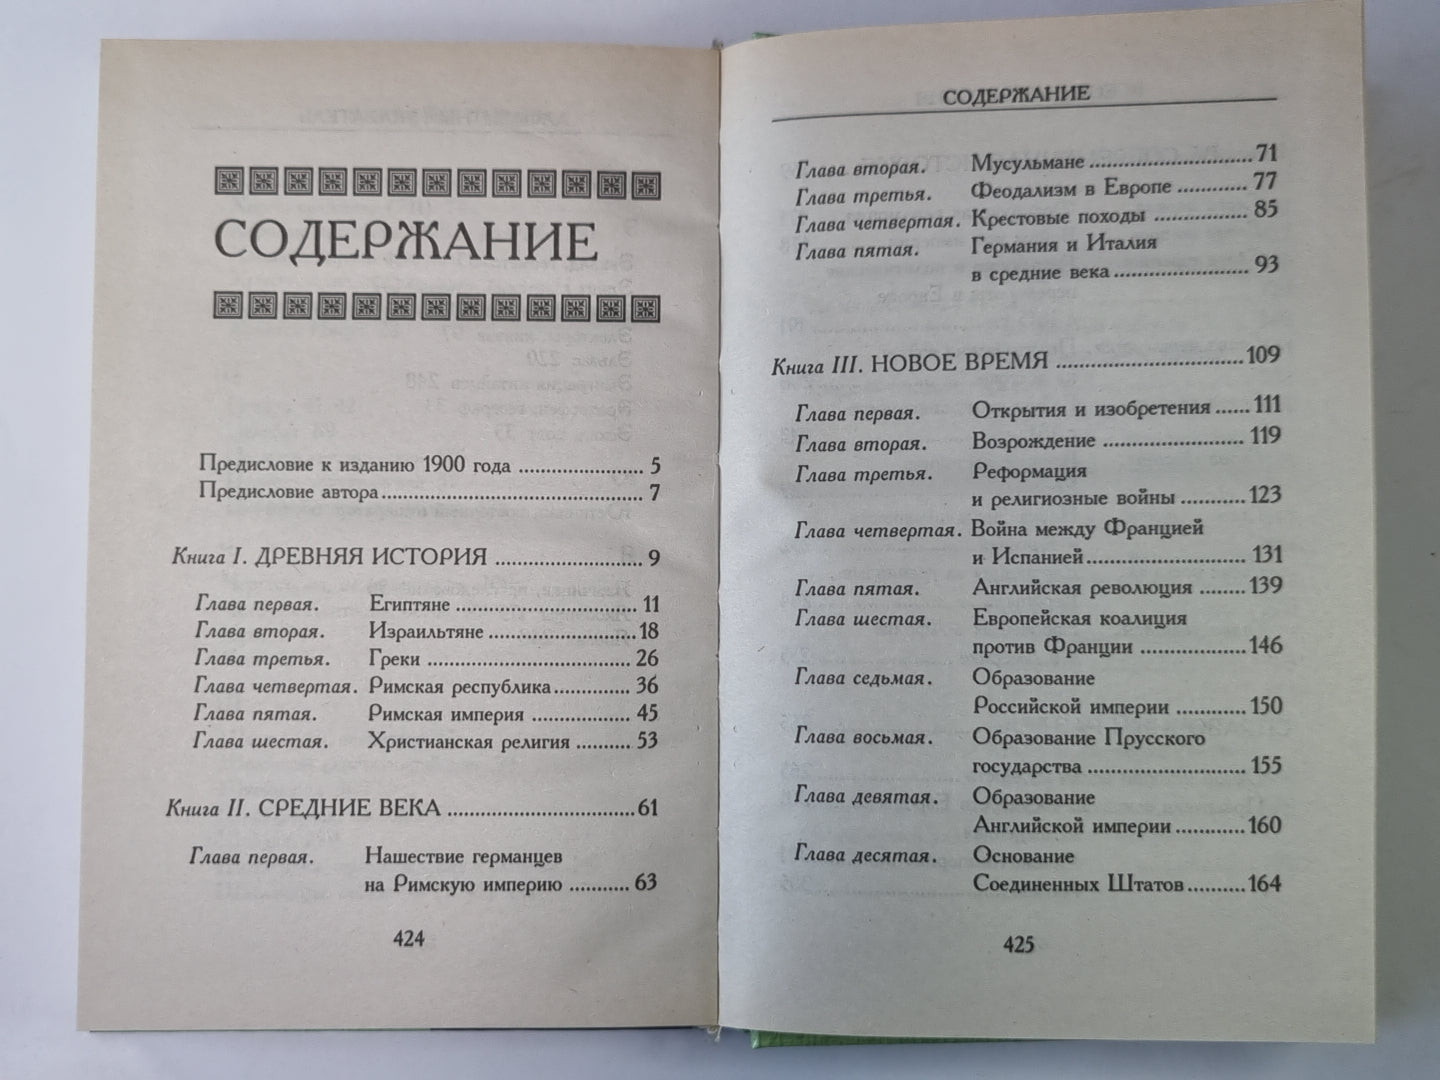 СОДЕРЖАНИЕ
Предисловие к изданию 1900 года ...................... 5
Предисловие автора .............................................. 7
Книга I. ДРЕВНЯЯ ИСТОРИЯ .......................... 9
Глава первая. Египтяне ................................ 11
Глава вторая. Израильтяне .......................... 18
Глава третья. Греки .................................... 26
Глава четвертая. Римская республика ............. 36
Глава пятая. Римская империя ................. 45
Глава шестая. Христианская религия ......... 53
Книга II. СРЕДНИЕ ВЕКА .................................61
Глава первая. Нашествие германцев
на Римскую империю ........... 63
424
СОДЕРЖАНИЕ
Глава вторая. Мусульмане .............................71
Глава третья. Феодализм в Европе ............ 77
Глава четвертая. Крестовые походы ................ 85
Глава пятая. Германия и Италия
в средние века ........................ 93
Книга III. НОВОЕ ВРЕМЯ .................................109
Глава первая. Открытия и изобретения ...... 111
Глава вторая. Возрождение ......................... 119
Глава третья. Реформация
и религиозные войны ...........123
Глава четвертая. Война между Францией
и Испанией ............................131
Глава пятая. Английская революция ........ 139
Глава шестая. Европейская коалиция
против Франции ..................146
Глава седьмая. Образование
Российской империи ............ 150
Глава восьмая. Образование Прусского
государства ............................155
Глава девятая. Образование
Английской империи ............160
Глава десятая. Основание
Соединенных Штатов ..........164
425